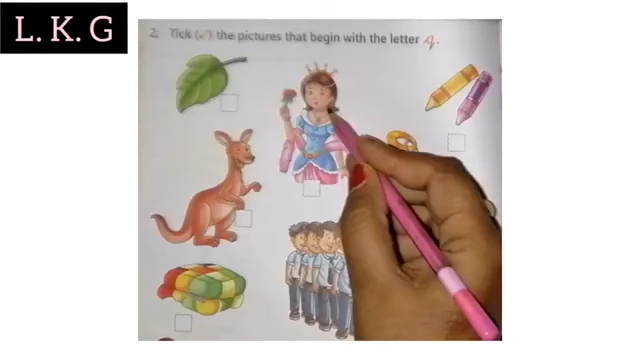 L. K. G
2. Tick (✓) the pictures that begin with the letter q.